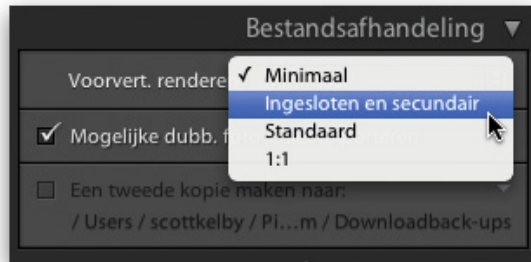 Bestandsafhandeling ▼
Voorvert. rendere
✓ Minimaal
Ingesloten en secundair
Standaard
1:1
Mogelijke dubb.
Een tweede kopie maken naar:
/ Users / scottkelby / Pi...m / Downloadback-ups